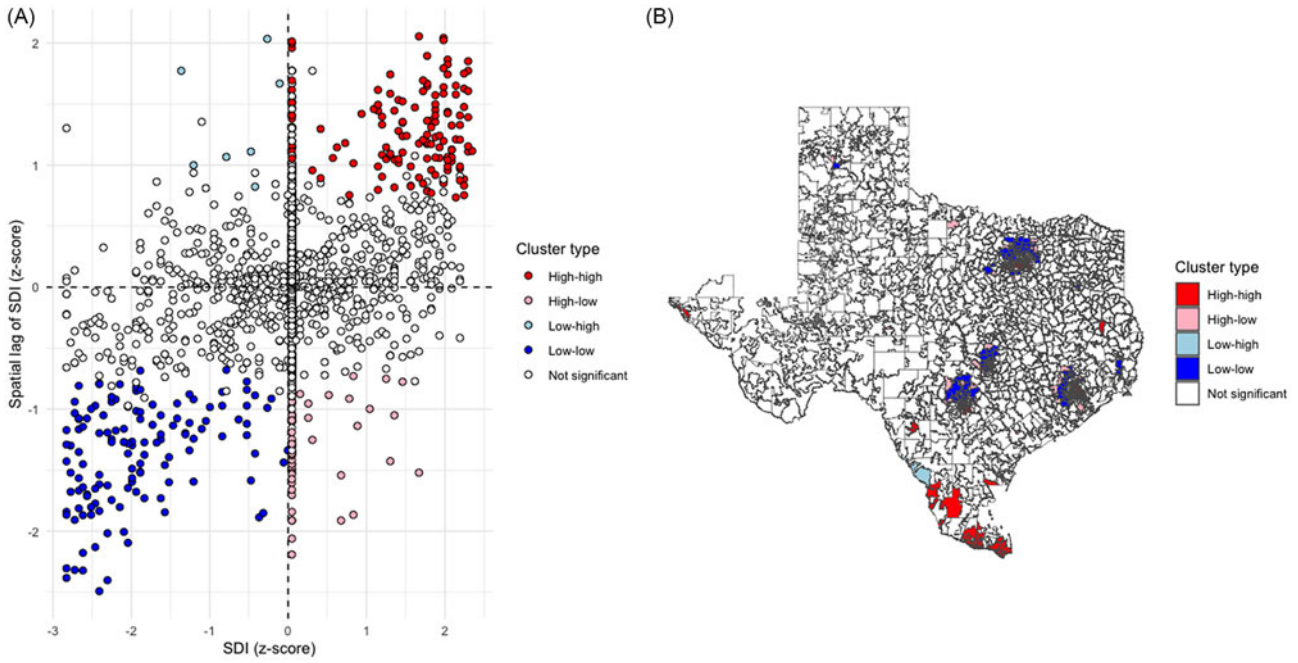 (A)
2
1
0
-1
-2
Spatial lag of SDI (z-score)
-3
-2
-1
0
1
2
SDI (z-score)
Cluster type
High-high
High-low
Low-high
Low-low
Not significant
(B)
Cluster type
High-high
High-low
Low-high
Low-low
Not significant